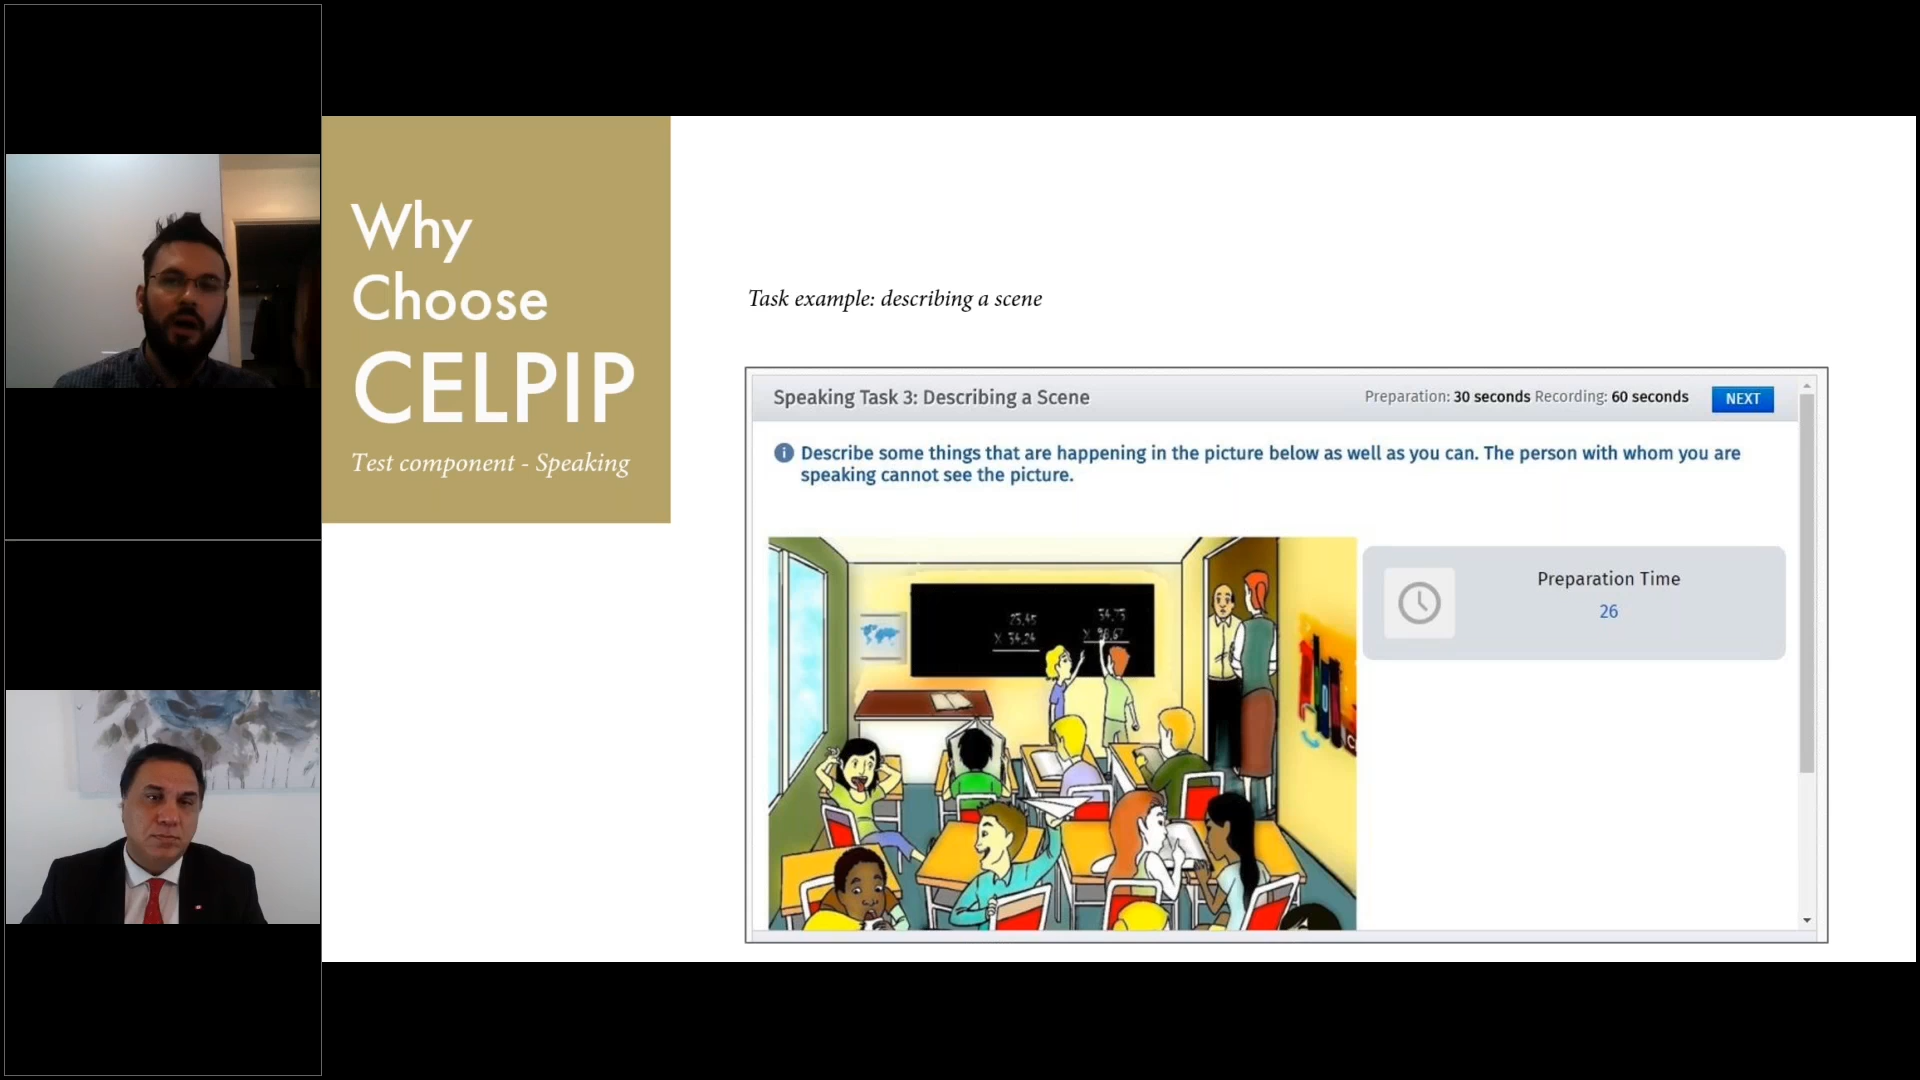 Why
Choose
CELPIP
Test component - Speaking
Task example: describing a scene
Speaking Task 3: Describing a Scene
Preparation: 30 seconds Recording: 60 seconds
NEXT
Describe some things that are happening in the picture below as well as you can. The person with whom you are
speaking cannot see the picture.
Preparation Time
26